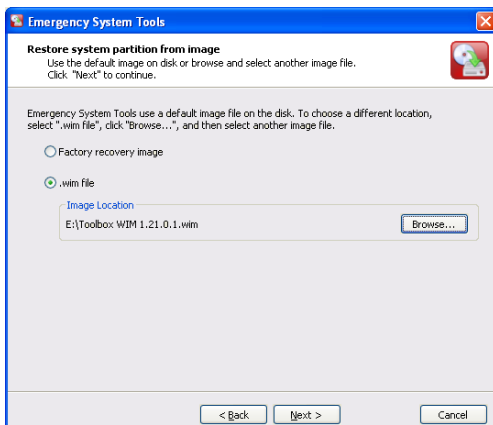 Emergency System Tools
Restore system partition from image
Use the default image on disk or browse and select another image file.
Click "Next" to continue.
Emergency System Tools use a default image file on the disk. To choose a different location,
select ".wim file", click "Browse...", and then select another image file.
Factory recovery image
.wim file
Image Location
E:\Toolbox WIM 1.21.0.1.wim
Browse...
< Back
Next >
Cancel